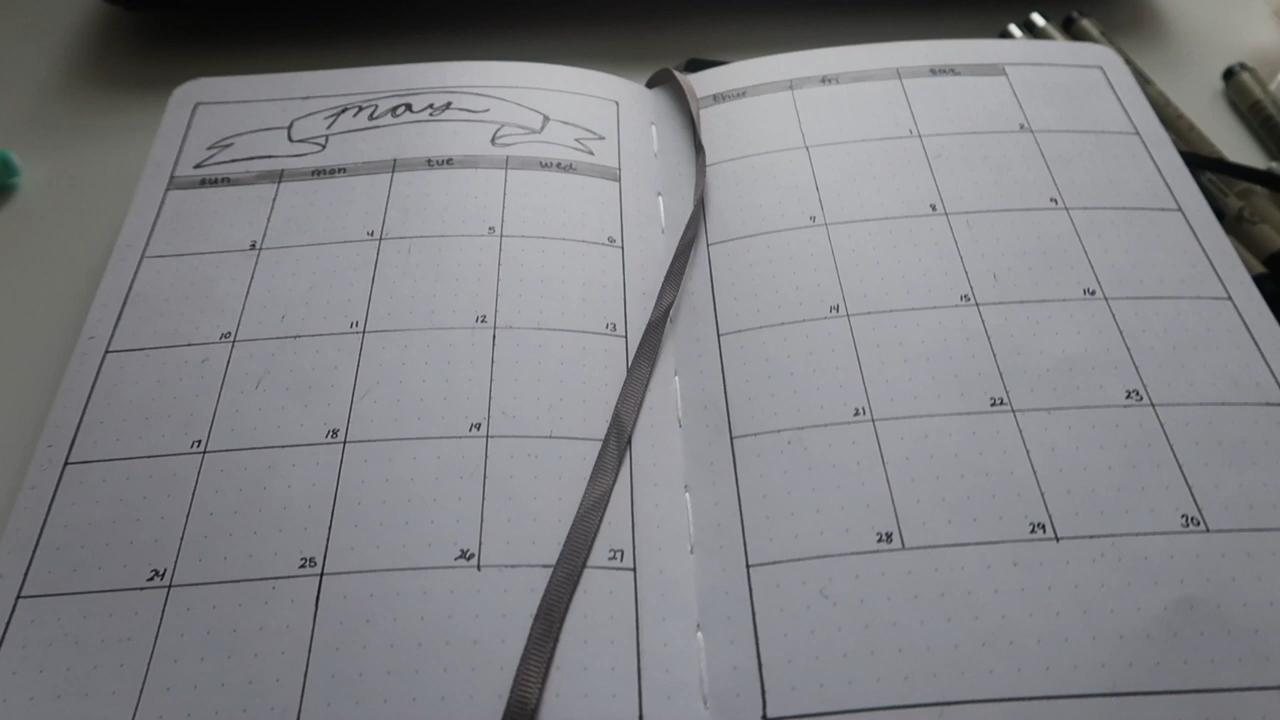 may
sun mon tue wed
3 4 5 6
10 11 12 13
17 18 19
24 25 26 27
thur fri sat
1 2
7 8 9
14 15 16
21 22 23
28 29 30